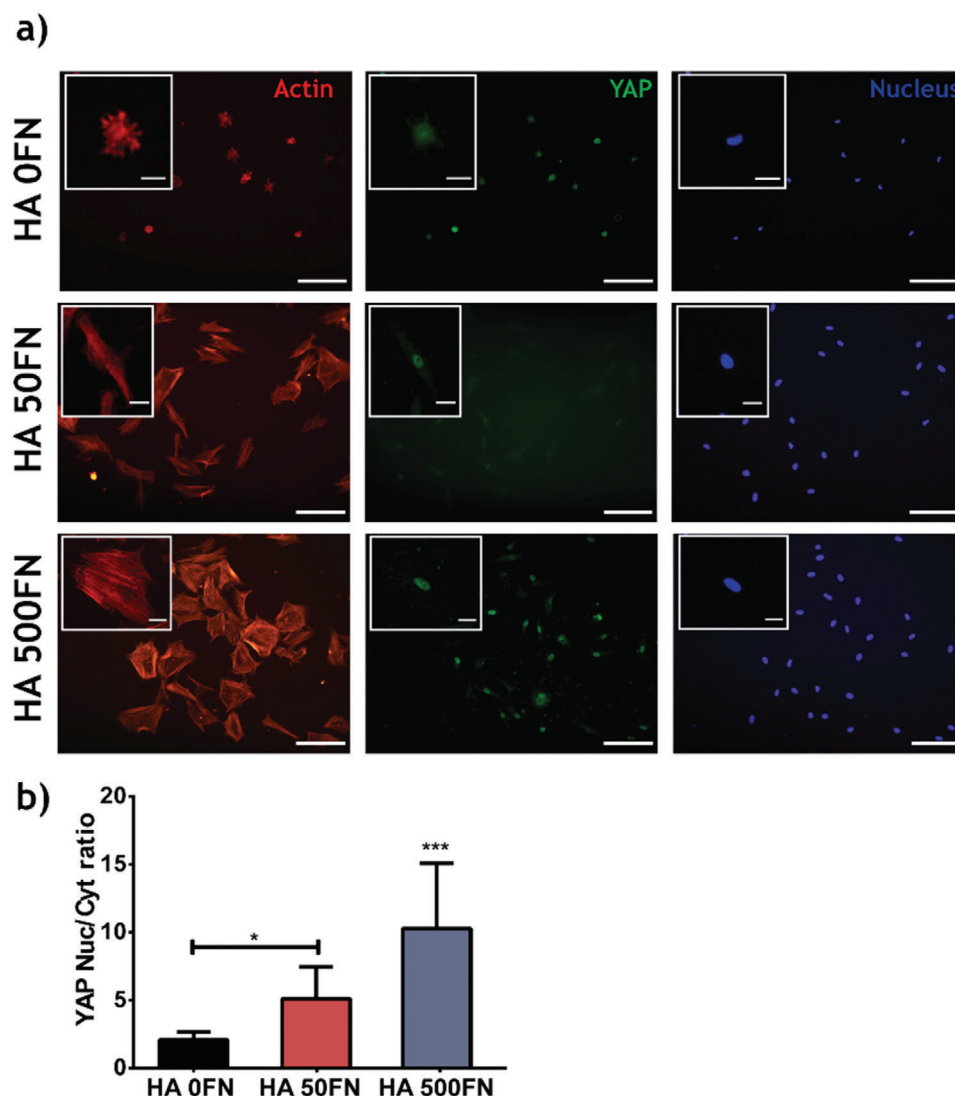 a)
Actin
YAP
Nucleus
HA 0FN
HA 50FN
HA 500FN
b)
YAP Nuc/Cyt ratio
20
15
10
5
0
*
***
HA 0FN
HA 50FN
HA 500FN